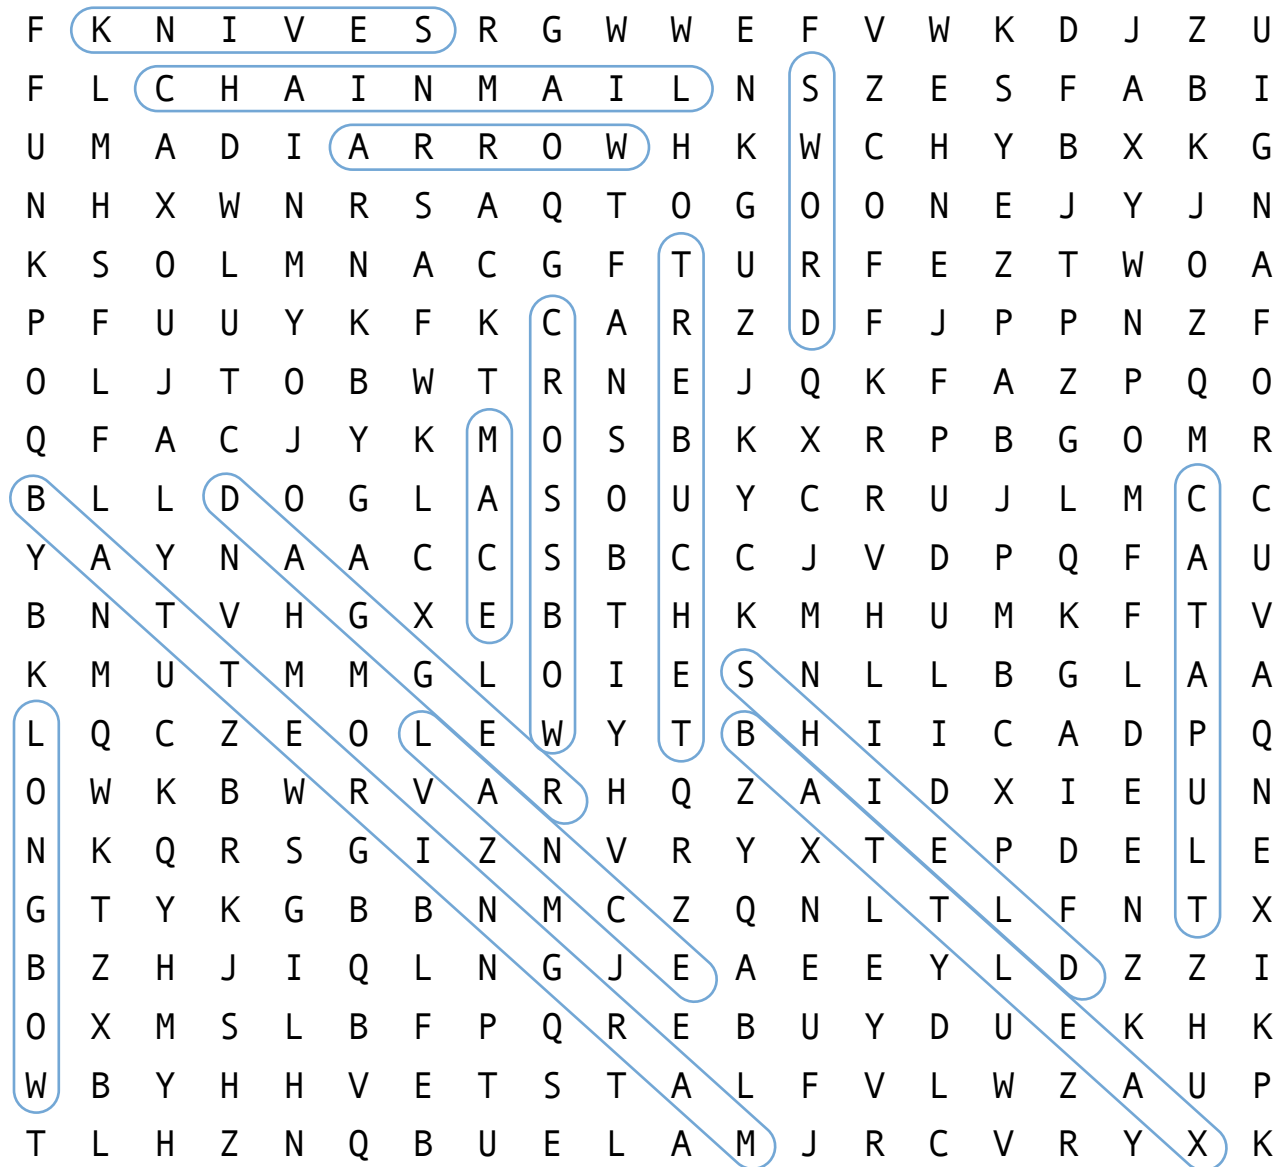 F K N I V E S R G W W E F V W K D J Z U
F L C H A I N M A I L N S Z E S F A B I
U M A D I A R R O W H K W C H Y B X K G
N H X W N R S A Q T O G O O N E J Y J N
K S O L M N A C G F T U R F E Z T W O A
P F U U Y K F K C A R Z D F J P P N Z F
O L J T O B W T R N E J Q K F A Z P Q O
Q F A C J Y K M O S B K X R P B G O M R
B L L D O G L A S O U Y C R U J L M C C
Y A Y N A A C C S B C C J V D P Q F A U
B N T V H G X E B T H K M H U M K F T V
K M U T M M G L O I E S N L L B G L A A
L Q C Z E O L E W Y T B H I I C A D P Q
O W K B W R V A R H Q Z A I D X I E U N
N K Q R S G I Z N V R Y X T E P D E L E
G T Y K G B B N M C Z Q N L T L F N T X
B Z H J I Q L N G J E A E E Y L D Z Z I
O X M S L B F P Q R E B U Y D U E K H K
W B Y H H V E T S T A L F V L W Z A U P
T L H Z N Q B U E L A M J R C V R Y X K